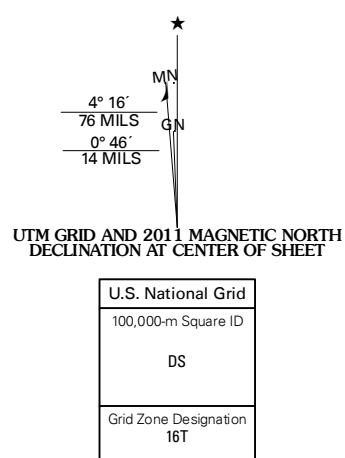 ★
MN
4° 16´
76 MILS
GN
0° 46´
14 MILS
UTM GRID AND 2011 MAGNETIC NORTH
DECLINATION AT CENTER OF SHEET
U.S. National Grid
100,000-m Square ID
DS
Grid Zone Designation
16T